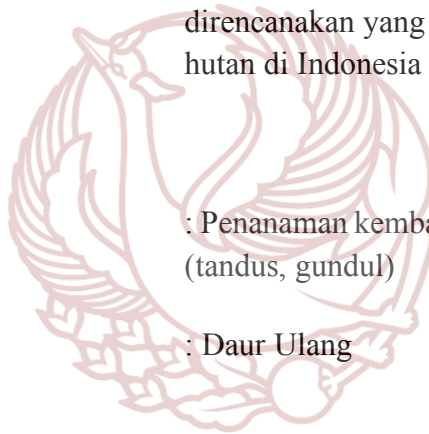 direncanakan yang
hutan di Indonesia
: Penanaman kemba
(tandus, gundul)
: Daur Ulang